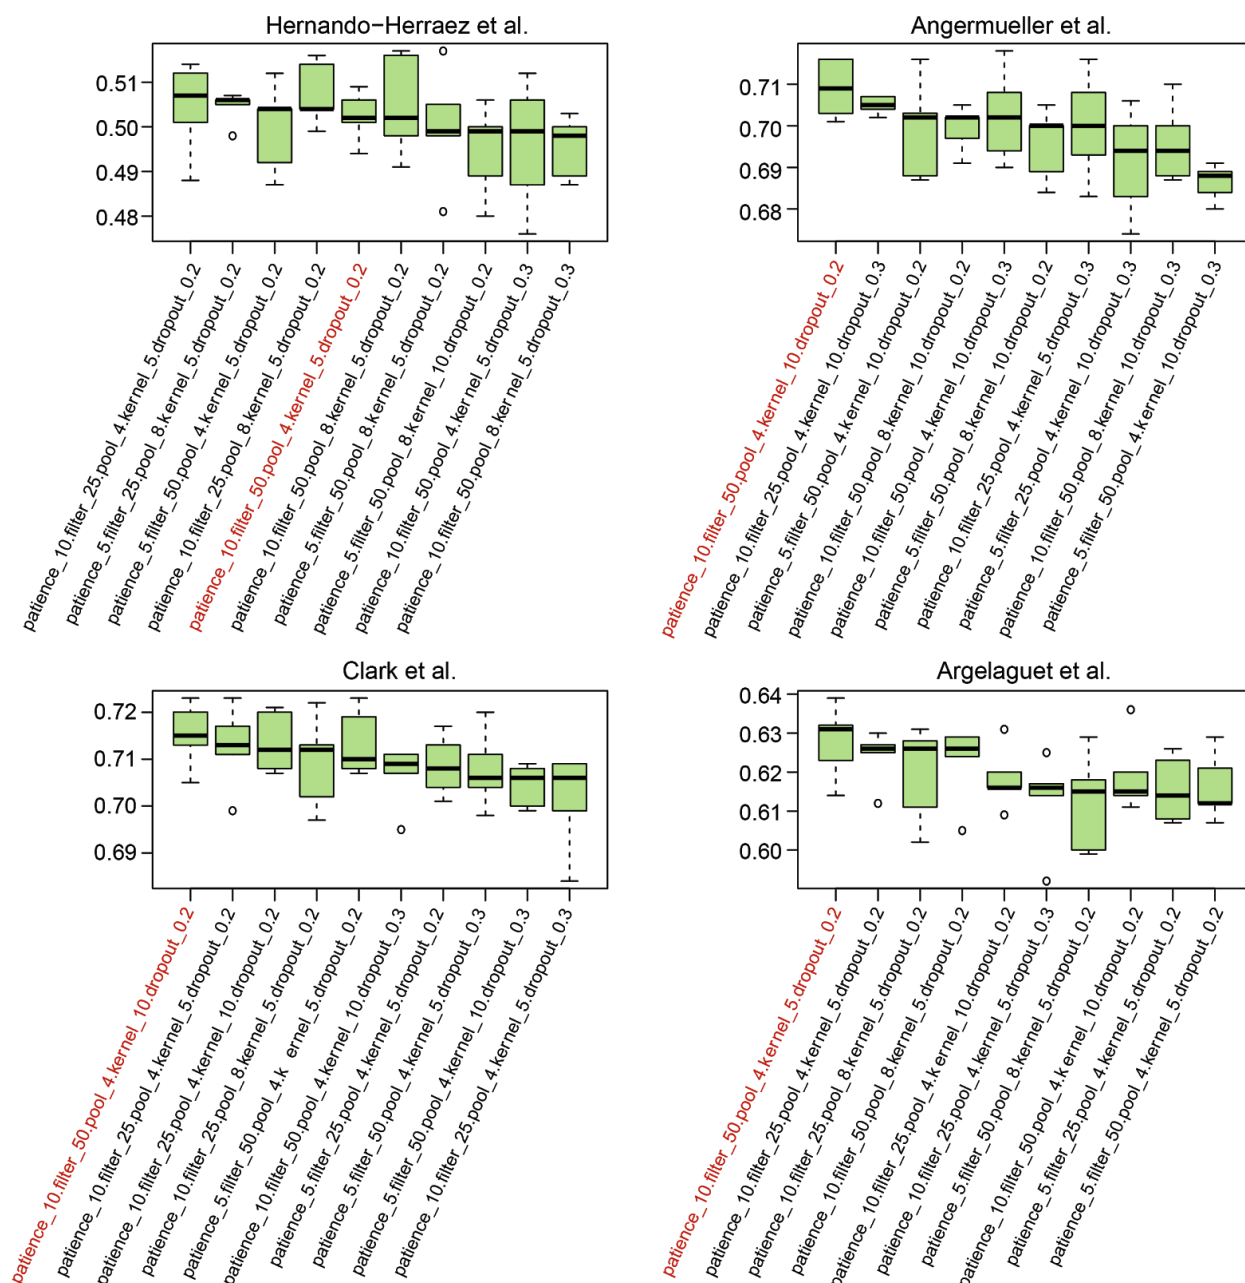 Hernando−Herraez et al.
0.51
0.50
0.49
0.48
patience_10.filter_25.pool_4.kernel_5.dropout_0.2
patience_5.filter_25.pool_8.kernel_5.dropout_0.2
patience_5.filter_50.pool_4.kernel_5.dropout_0.2
patience_10.filter_25.pool_8.kernel_5.dropout_0.2
patience_10.filter_50.pool_4.kernel_5.dropout_0.2
patience_10.filter_50.pool_8.kernel_5.dropout_0.2
patience_5.filter_50.pool_8.kernel_5.dropout_0.2
patience_5.filter_50.pool_8.kernel_10.dropout_0.2
patience_10.filter_50.pool_4.kernel_5.dropout_0.3
patience_10.filter_50.pool_8.kernel_5.dropout_0.3
Angermueller et al.
0.71
0.70
0.69
0.68
patience_10.filter_50.pool_4.kernel_10.dropout_0.2
patience_10.filter_25.pool_4.kernel_10.dropout_0.3
patience_5.filter_50.pool_4.kernel_10.dropout_0.2
patience_10.filter_50.pool_8.kernel_10.dropout_0.2
patience_10.filter_50.pool_4.kernel_10.dropout_0.3
patience_5.filter_50.pool_8.kernel_10.dropout_0.2
patience_10.filter_25.pool_4.kernel_5.dropout_0.3
patience_5.filter_25.pool_4.kernel_10.dropout_0.3
patience_10.filter_50.pool_8.kernel_10.dropout_0.3
patience_5.filter_50.pool_4.kernel_10.dropout_0.3
Clark et al.
0.72
0.71
0.70
0.69
patience_10.filter_50.pool_4.kernel_10.dropout_0.2
patience_10.filter_25.pool_4.kernel_5.dropout_0.2
patience_10.filter_25.pool_4.kernel_10.dropout_0.2
patience_10.filter_25.pool_8.kernel_5.dropout_0.2
patience_5.filter_50.pool_4.k ernel_5.dropout_0.2
patience_10.filter_50.pool_4.kernel_10.dropout_0.3
patience_5.filter_25.pool_4.kernel_5.dropout_0.2
patience_5.filter_50.pool_4.kernel_5.dropout_0.3
patience_5.filter_50.pool_4.kernel_10.dropout_0.3
patience_10.filter_25.pool_4.kernel_5.dropout_0.3
Argelaguet et al.
0.64
0.63
0.62
0.61
0.60
patience_10.filter_50.pool_4.kernel_5.dropout_0.2
patience_10.filter_25.pool_4.kernel_5.dropout_0.2
patience_10.filter_25.pool_8.kernel_5.dropout_0.2
patience_10.filter_50.pool_8.kernel_5.dropout_0.2
patience_10.filter_25.pool_4.kernel_10.dropout_0.2
patience_10.filter_25.pool_4.kernel_5.dropout_0.3
patience_5.filter_50.pool_8.kernel_5.dropout_0.2
patience_10.filter_50.pool_4.kernel_10.dropout_0.2
patience_5.filter_25.pool_4.kernel_5.dropout_0.2
patience_5.filter_50.pool_4.kernel_5.dropout_0.2